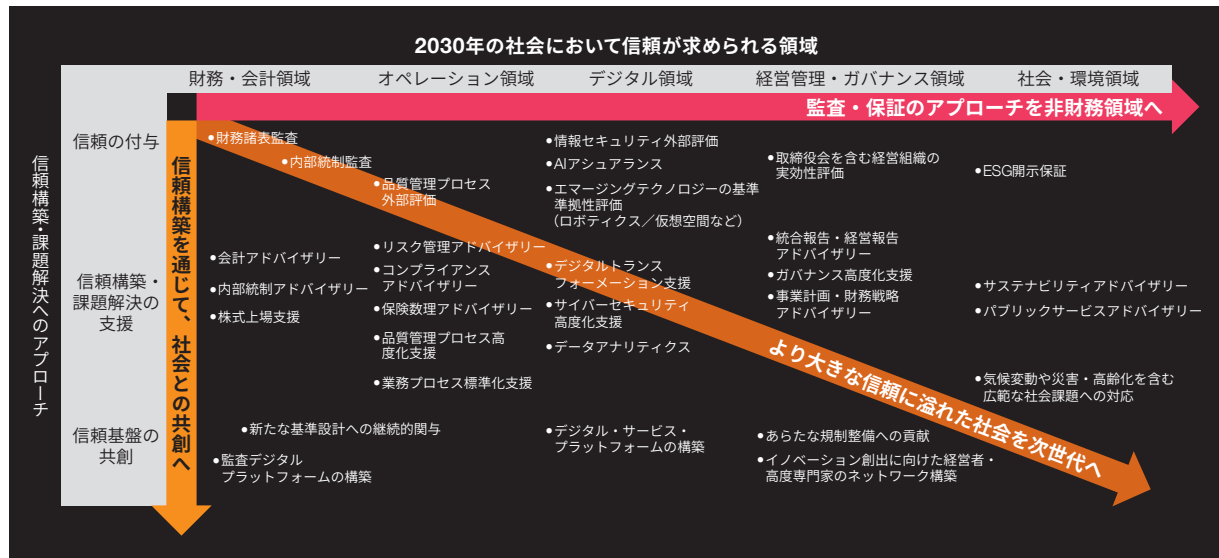 2030年の社会において信頼が求められる領域
財務・会計領域
オペレーション領域
デジタル領域
経営管理・ガバナンス領域
社会・環境領域
監査・保証のアプローチを非財務領域へ
信頼構築・課題解決へのアプローチ
信頼の付与
信頼構築を通じて、社会との共創へ
•財務諸表監査
•内部統制監査
•品質管理プロセス
外部評価
•情報セキュリティ外部評価
•AIアシュアランス
•エマージングテクノロジーの基準
準拠性評価
（ロボティクス／仮想空間など）
•取締役会を含む経営組織の
実効性評価
•ESG開示保証
信頼構築・
課題解決の
支援
•会計アドバイザリー
•内部統制アドバイザリー
•株式上場支援
•リスク管理アドバイザリー
•コンプライアンス
アドバイザリー
•保険数理アドバイザリー
•品質管理プロセス高
度化支援
•業務プロセス標準化支援
•デジタルトランス
フォーメーション支援
•サイバーセキュリティ
高度化支援
•データアナリティクス
•統合報告・経営報告
アドバイザリー
•ガバナンス高度化支援
•事業計画・財務戦略
アドバイザリー
•サステナビリティアドバイザリー
•パブリックサービスアドバイザリー
•気候変動や災害・高齢化を含む
広範な社会課題への対応
より大きな信頼に溢れた社会を次世代へ
信頼基盤の
共創
•新たな基準設計への継続的関与
•監査デジタル
プラットフォームの構築
•デジタル・サービス・
プラットフォームの構築
•あらたな規制整備への貢献
•イノベーション創出に向けた経営者・
高度専門家のネットワーク構築